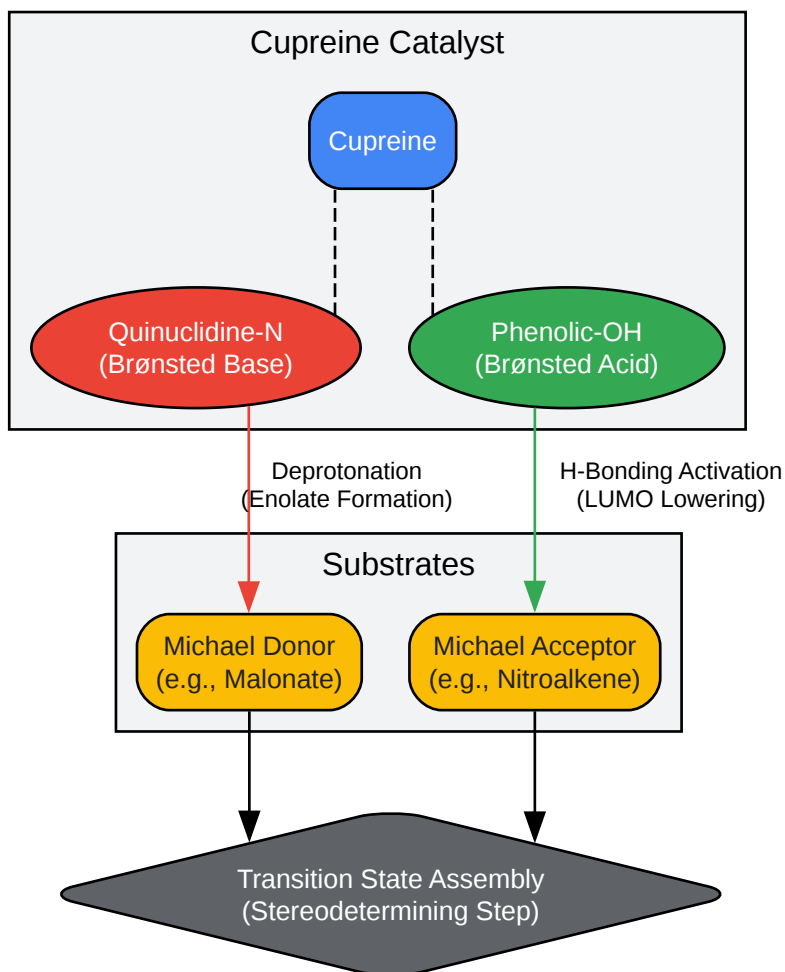 Cupreine Catalyst
Cupreine
Quinuclidine-N
(Brønsted Base)
Phenolic-OH
(Brønsted Acid)
Deprotonation
(Enolate Formation)
H-Bonding Activation
(LUMO Lowering)
Substrates
Michael Donor
(e.g., Malonate)
Michael Acceptor
(e.g., Nitroalkene)
Transition State Assembly
(Stereodetermining Step)